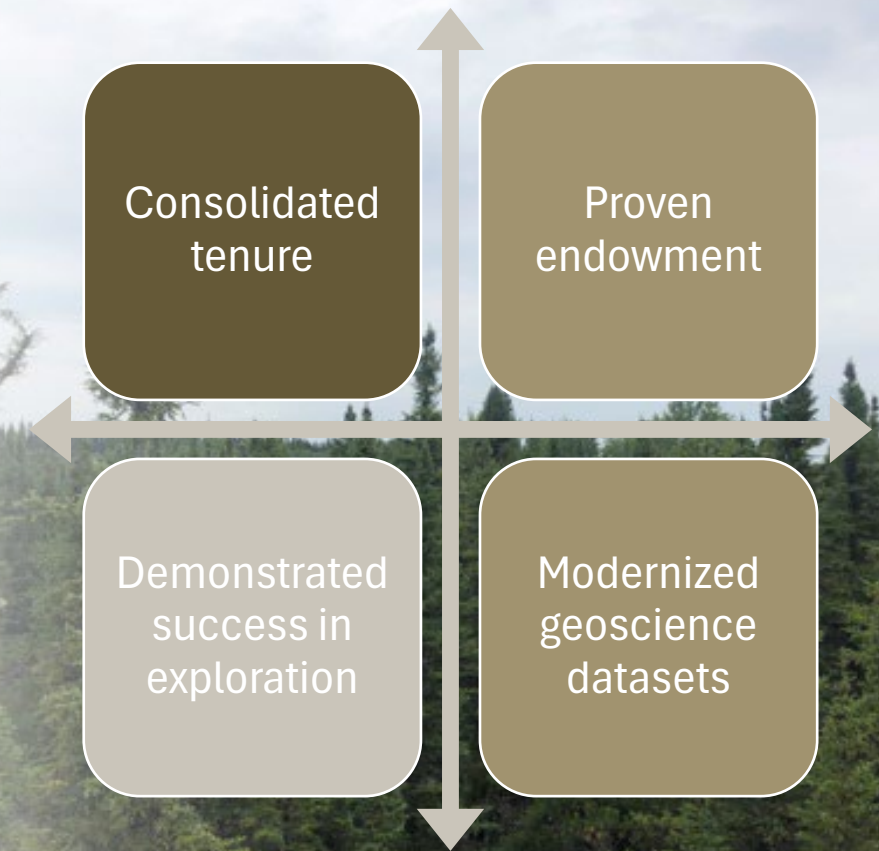 Consolidated
tenure
Proven
endowment
Demonstrated
success in
exploration
Modernized
geoscience
datasets